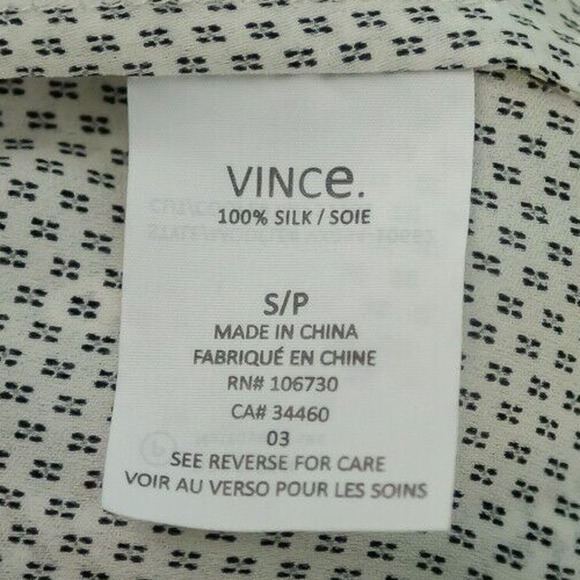 VINCe.
100% SILK / SOIE
S/P
MADE IN CHINA
FABRIQUÉ EN CHINE
RN# 106730
CA# 34460
03
SEE REVERSE FOR CARE
VOIR AU VERSO POUR LES SOINS